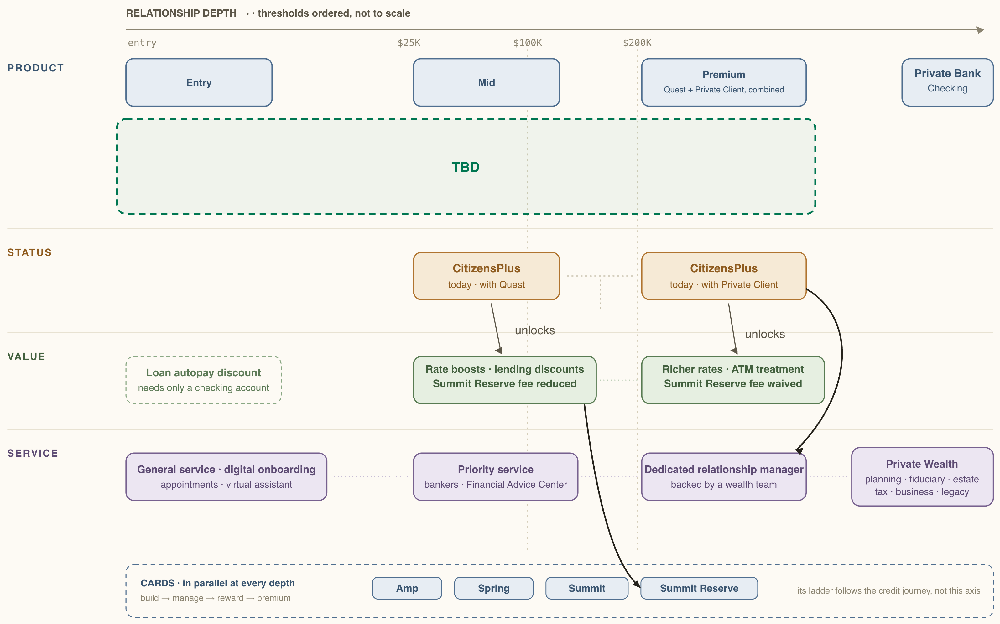 RELATIONSHIP DEPTH → · thresholds ordered, not to scale
entry
$25K
$100K
$200K
PRODUCT
Entry
Mid
Premium
Quest + Private Client, combined
Private Bank
Checking
TBD
STATUS
CitizensPlus
today · with Quest
CitizensPlus
today · with Private Client
unlocks
unlocks
VALUE
Loan autopay discount
needs only a checking account
Rate boosts · lending discounts
Summit Reserve fee reduced
Richer rates · ATM treatment
Summit Reserve fee waived
SERVICE
General service · digital onboarding
appointments · virtual assistant
Priority service
bankers · Financial Advice Center
Dedicated relationship manager
backed by a wealth team
Private Wealth
planning · fiduciary · estate
tax · business · legacy
CARDS · in parallel at every depth
build → manage → reward → premium
Amp
Spring
Summit
Summit Reserve
its ladder follows the credit journey, not this axis